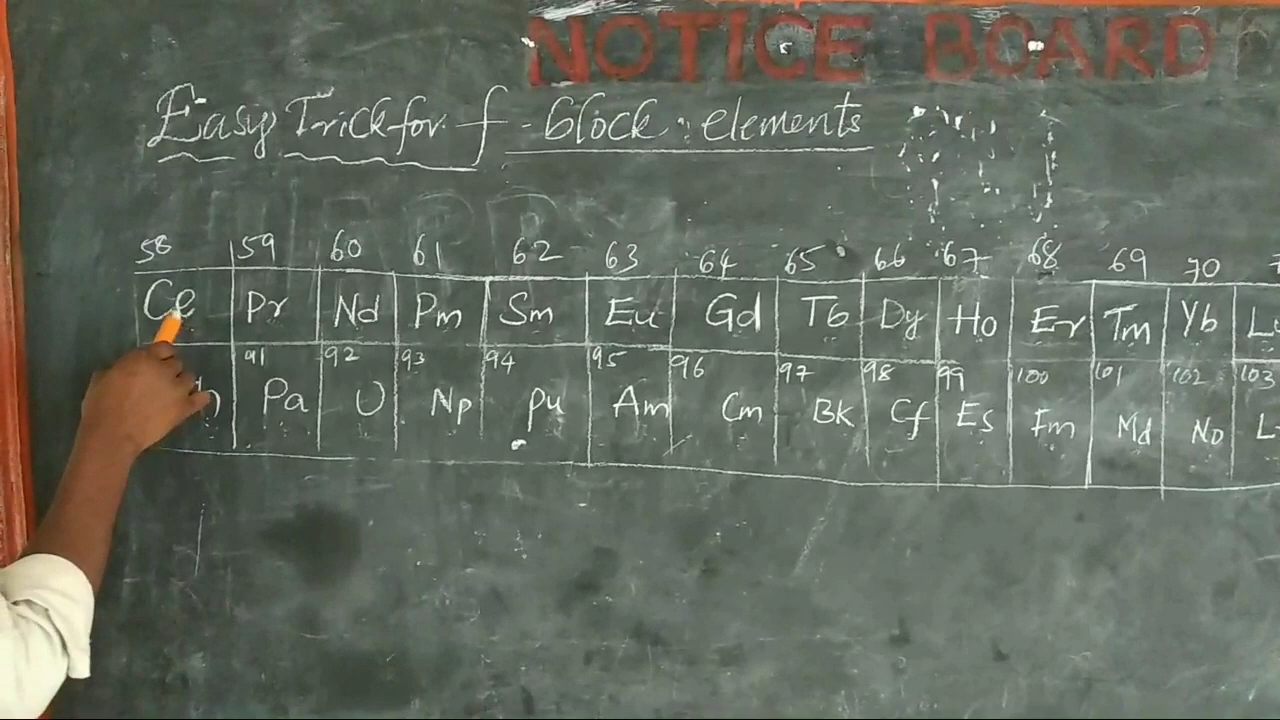 NOTICE BOARD
Easy Trick for f-block elements
58 59 60 61 62 63 64 65 66 67 68 69 70
Ce Pr Nd Pm Sm Eu Gd Tb Dy Ho Er Tm Yb
91 92 93 94 95 96 97 98 99 100 101 102 103
Pa U Np Pu Am Cm Bk Cf Es Fm Md No